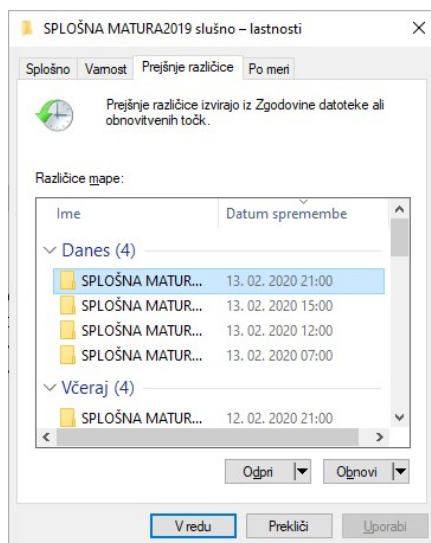 SPLOŠNA MATURA2019 slušno – lastnosti
Splošno Varnost Prejšnje različice Po meri
Prejšnje različice izvirajo iz Zgodovine datoteke ali
obnovitvenih točk.
Različice mape:
Ime Datum spremembe
Danes (4)
SPLOŠNA MATUR... 13. 02. 2020 21:00
SPLOŠNA MATUR... 13. 02. 2020 15:00
SPLOŠNA MATUR... 13. 02. 2020 12:00
SPLOŠNA MATUR... 13. 02. 2020 07:00
Včeraj (4)
SPLOŠNA MATUR... 12. 02. 2020 21:00
Odpri Obnovi
V redu Prekliči Uporabi